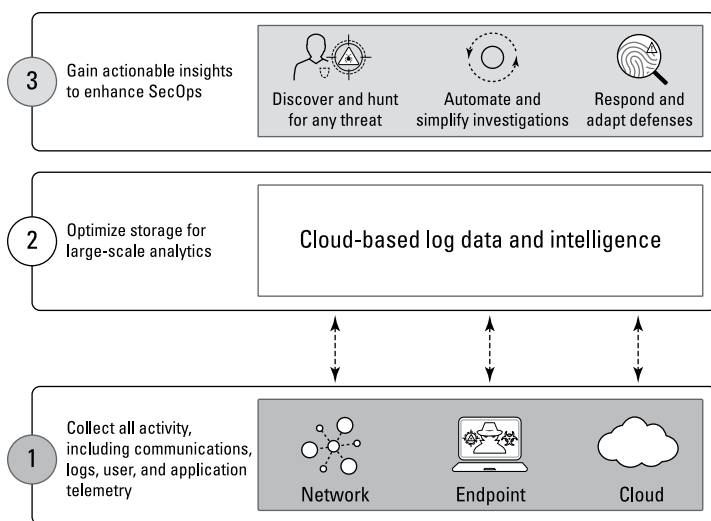 3
Gain actionable insights
to enhance SecOps
Discover and hunt
for any threat
Automate and
simplify investigations
Respond and
adapt defenses
2
Optimize storage for
large-scale analytics
Cloud-based log data and intelligence
1
Collect all activity,
including communications,
logs, user, and application
telemetry
Network
Endpoint
Cloud